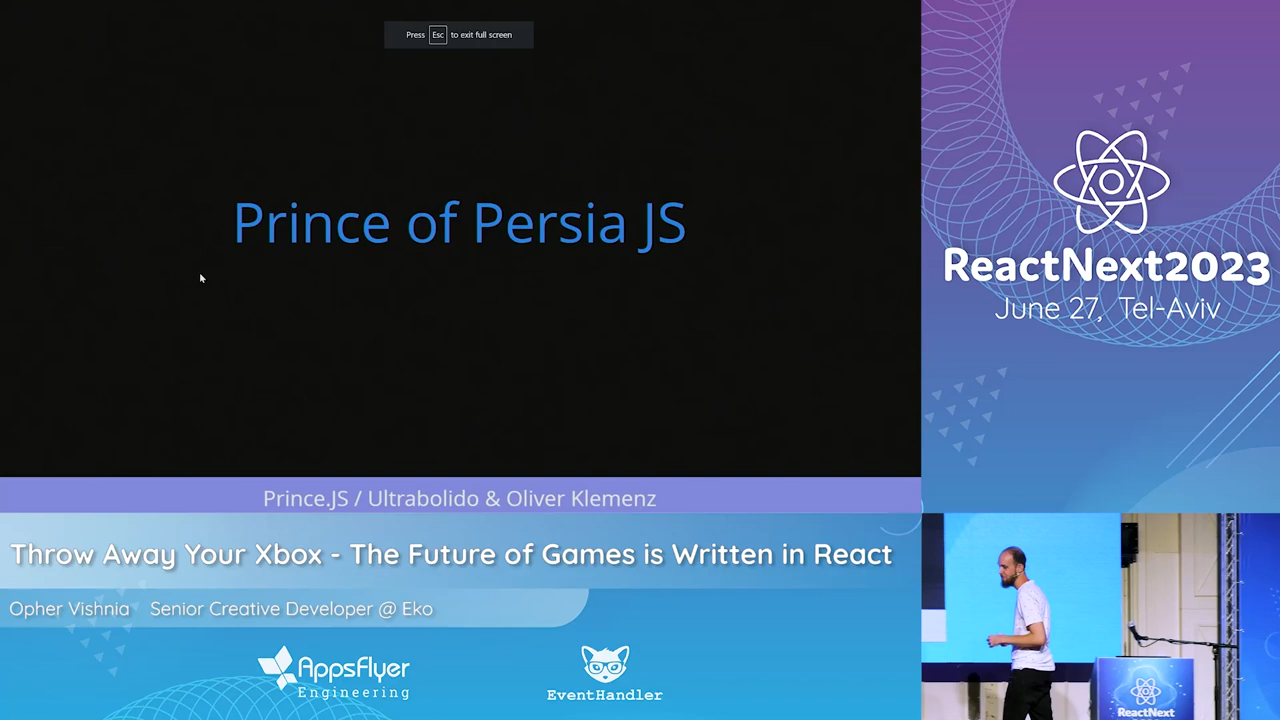 Press Esc to exit full screen
Prince of Persia JS
Prince.JS / Ultrabolido & Oliver Klemenz
ReactNext2023
June 27, Tel-Aviv
Throw Away Your Xbox - The Future of Games is Written in React
Opher Vishnia Senior Creative Developer @ Eko
AppsFlyer
Engineering
EventHandler
ReactNext